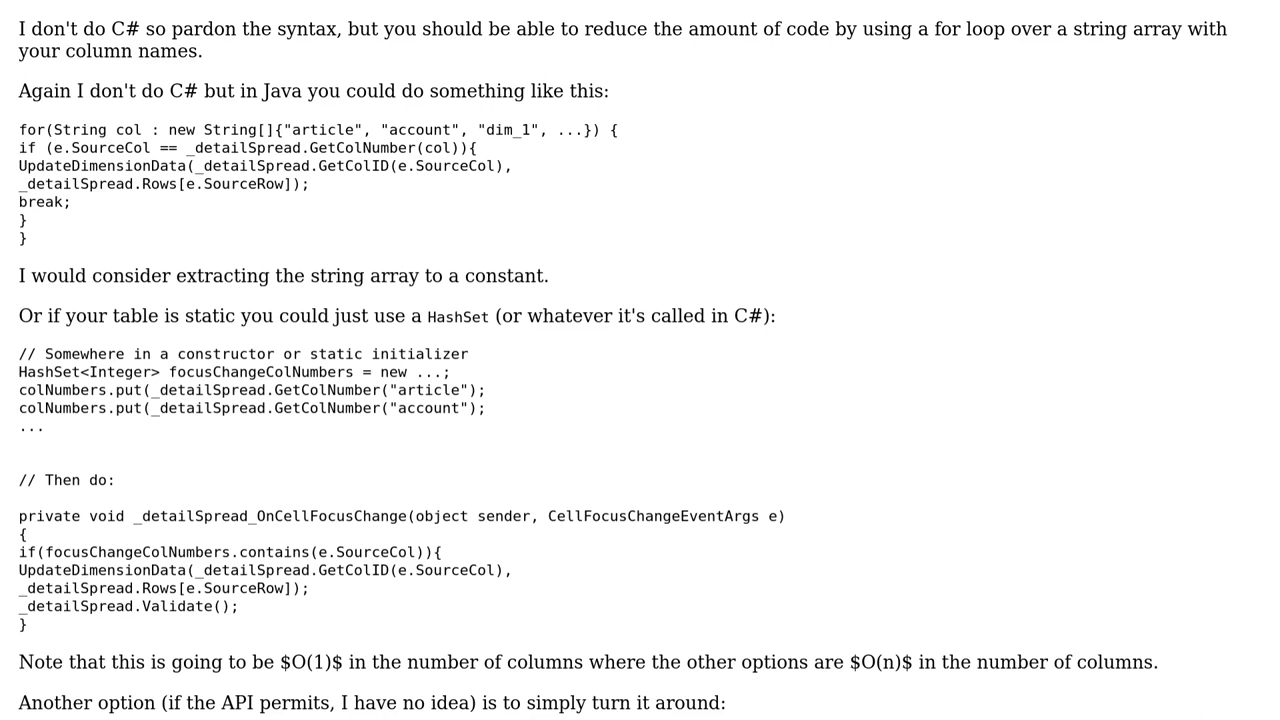 I don't do C# so pardon the syntax, but you should be able to reduce the amount of code by using a for loop over a string array with
your column names.
Again I don't do C# but in Java you could do something like this:
for(String col : new String[]{"article", "account", "dim_1", ...}) {
if (e.SourceCol == _detailSpread.GetColNumber(col)){
UpdateDimensionData(_detailSpread.GetColID(e.SourceCol),
_detailSpread.Rows[e.SourceRow]);
break;
}
}
I would consider extracting the string array to a constant.
Or if your table is static you could just use a HashSet (or whatever it's called in C#):
// Somewhere in a constructor or static initializer
HashSet<Integer> focusChangeColNumbers = new ...;
colNumbers.put(_detailSpread.GetColNumber("article");
colNumbers.put(_detailSpread.GetColNumber("account");
...
// Then do:
private void _detailSpread_OnCellFocusChange(object sender, CellFocusChangeEventArgs e)
{
if(focusChangeColNumbers.contains(e.SourceCol)){
UpdateDimensionData(_detailSpread.GetColID(e.SourceCol),
_detailSpread.Rows[e.SourceRow]);
_detailSpread.Validate();
}
Note that this is going to be $O(1)$ in the number of columns where the other options are $O(n)$ in the number of columns.
Another option (if the API permits, I have no idea) is to simply turn it around: